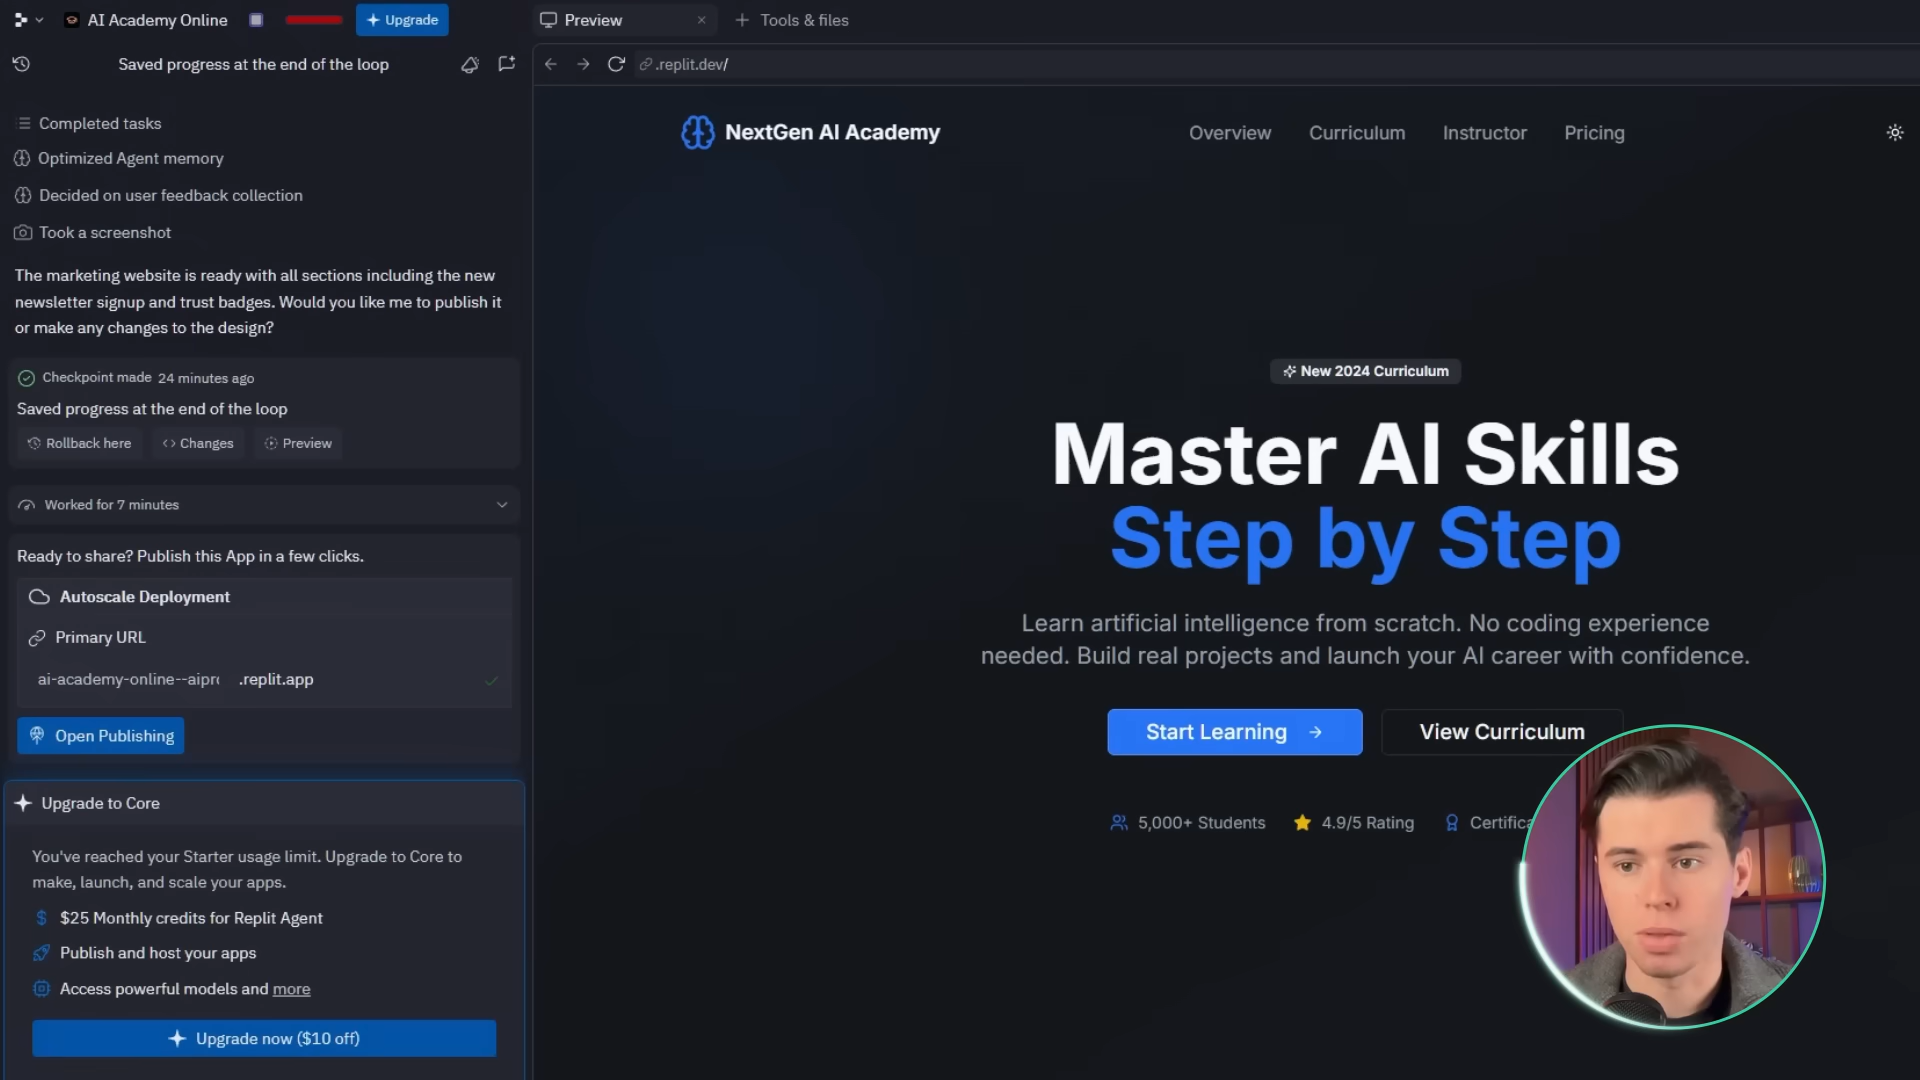 AI Academy Online
Upgrade
Preview
Tools & files
Saved progress at the end of the loop
.replit.dev/
Completed tasks
Optimized Agent memory
Decided on user feedback collection
Took a screenshot
The marketing website is ready with all sections including the new
newsletter signup and trust badges. Would you like me to publish it
or make any changes to the design?
Checkpoint made 24 minutes ago
Saved progress at the end of the loop
Rollback here
Changes
Preview
Worked for 7 minutes
Ready to share? Publish this App in a few clicks.
Autoscale Deployment
Primary URL
ai-academy-online--aipro .replit.app
Open Publishing
Upgrade to Core
You've reached your Starter usage limit. Upgrade to Core to
make, launch, and scale your apps.
$25 Monthly credits for Replit Agent
Publish and host your apps
Access powerful models and more
Upgrade now ($10 off)
NextGen AI Academy
Overview
Curriculum
Instructor
Pricing
New 2024 Curriculum
Master AI Skills
Step by Step
Learn artificial intelligence from scratch. No coding experience
needed. Build real projects and launch your AI career with confidence.
Start Learning
View Curriculum
5,000+ Students
4.9/5 Rating